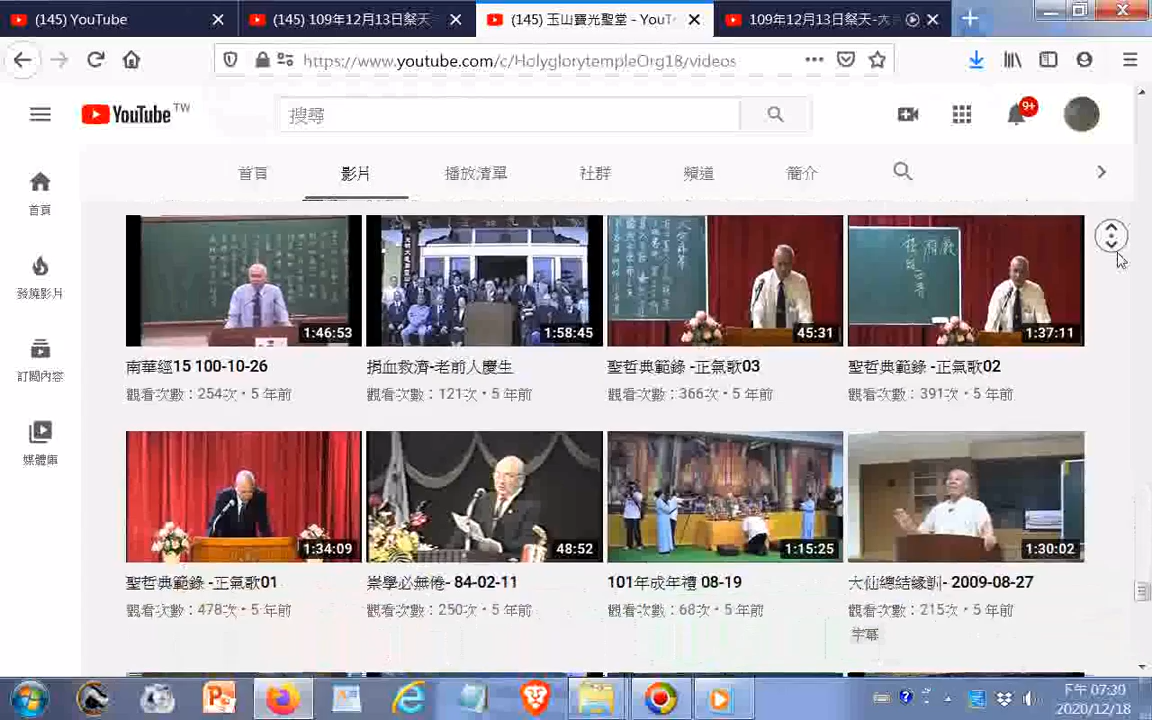 (145) YouTube
(145) 109年12月13日祭天
(145) 玉山寶光聖堂 - YouT
109年12月13日祭天-大
https://www.youtube.com/c/HolyglorytempleOrg18/videos
YouTube TW
搜尋
9+
首頁
影片
播放清單
社群
頻道
簡介
首頁
發燒影片
訂閱內容
媒體庫
1:46:53
1:58:45
45:31
1:37:11
南華經15 100-10-26
捐血救濟-老前人慶生
聖哲典範錄 -正氣歌03
聖哲典範錄 -正氣歌02
觀看次數：254次・5 年前
觀看次數：121次・5 年前
觀看次數：366次・5 年前
觀看次數：391次・5 年前
1:34:09
48:52
1:15:25
1:30:02
聖哲典範錄 -正氣歌01
崇學必無倦- 84-02-11
101年成年禮 08-19
大仙總結緣訓- 2009-08-27
觀看次數：478次・5 年前
觀看次數：250次・5 年前
觀看次數：68次・5 年前
觀看次數：215次・5 年前
字幕
下午 07:30
2020/12/18